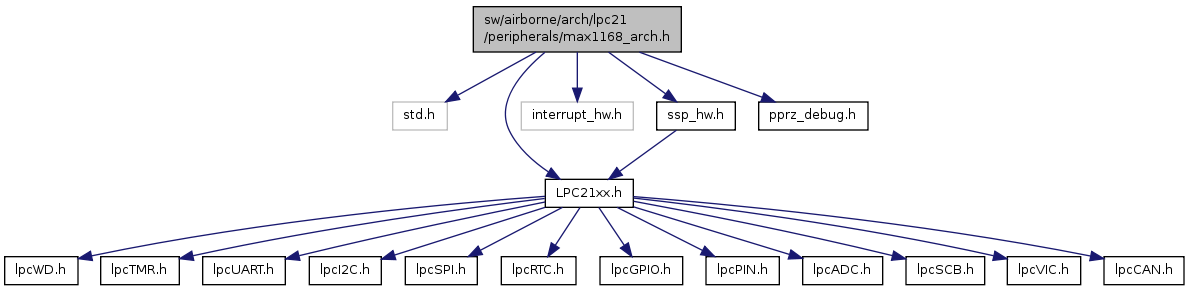 sw/airborne/arch/lpc21
/peripherals/max1168_arch.h
std.h
interrupt_hw.h
ssp_hw.h
pprz_debug.h
LPC21xx.h
lpcWD.h
lpcTMR.h
lpcUART.h
lpcI2C.h
lpcSPI.h
lpcRTC.h
lpcGPIO.h
lpcPIN.h
lpcADC.h
lpcSCB.h
lpcVIC.h
lpcCAN.h